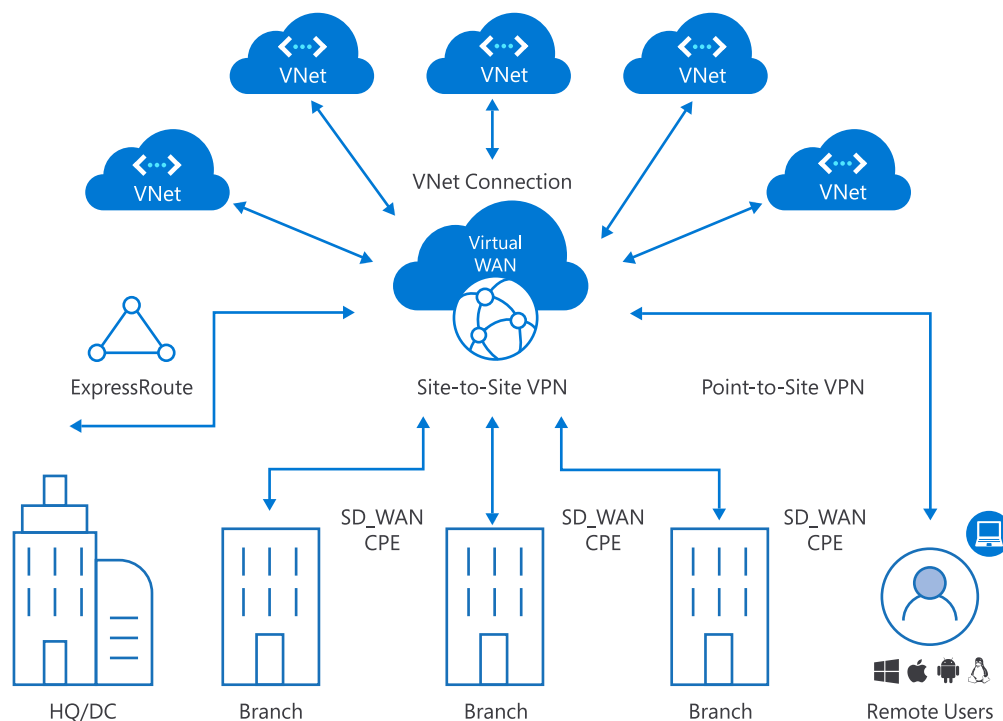 VNet
VNet
VNet
VNet
VNet
VNet Connection
Virtual
WAN
ExpressRoute
Site-to-Site VPN
Point-to-Site VPN
SD_WAN
CPE
SD_WAN
CPE
SD_WAN
CPE
HQ/DC
Branch
Branch
Branch
Remote Users